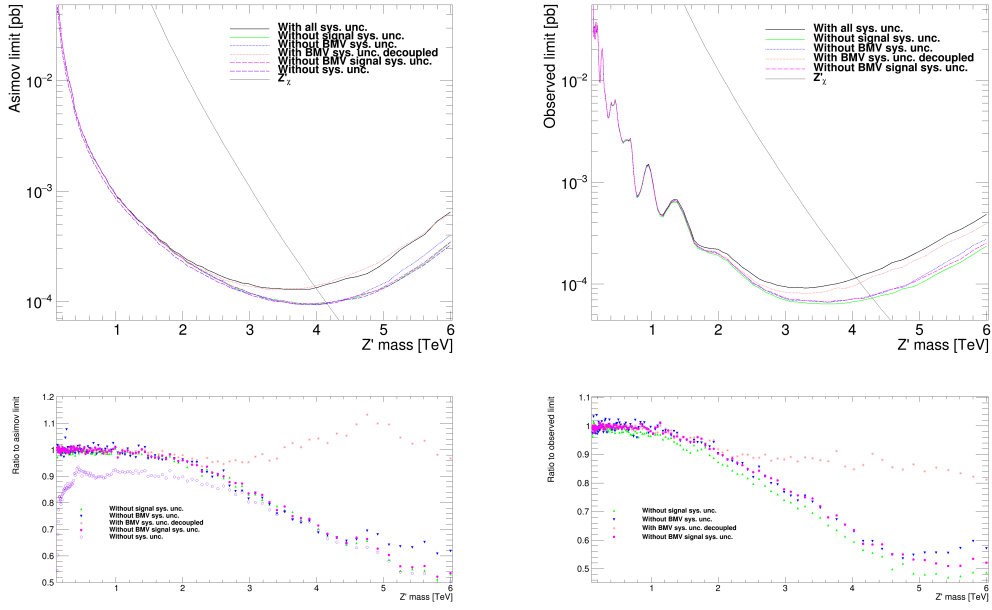 Asimov limit [pb]
10−2
10−3
10−4
With all sys. unc.
Without signal sys. unc.
Without BMV sys. unc.
With BMV sys. unc. decoupled
Without BMV signal sys. unc.
Without sys. unc.
Z'χ
1 2 3 4 5 6
Z' mass [TeV]
Observed limit [pb]
10−2
10−3
10−4
With all sys. unc.
Without signal sys. unc.
Without BMV sys. unc.
With BMV sys. unc. decoupled
Without BMV signal sys. unc.
Z'χ
1 2 3 4 5 6
Z' mass [TeV]
Ratio to asimov limit
1.2
1.1
1
0.9
0.8
0.7
0.6
0.5
Without signal sys. unc.
Without BMV sys. unc.
With BMV sys. unc. decoupled
Without BMV signal sys. unc.
Without sys. unc.
1 2 3 4 5 6
Z' mass [TeV]
Ratio to observed limit
1.1
1
0.9
0.8
0.7
0.6
0.5
Without signal sys. unc.
Without BMV sys. unc.
With BMV sys. unc. decoupled
Without BMV signal sys. unc.
1 2 3 4 5 6
Z' mass [TeV]